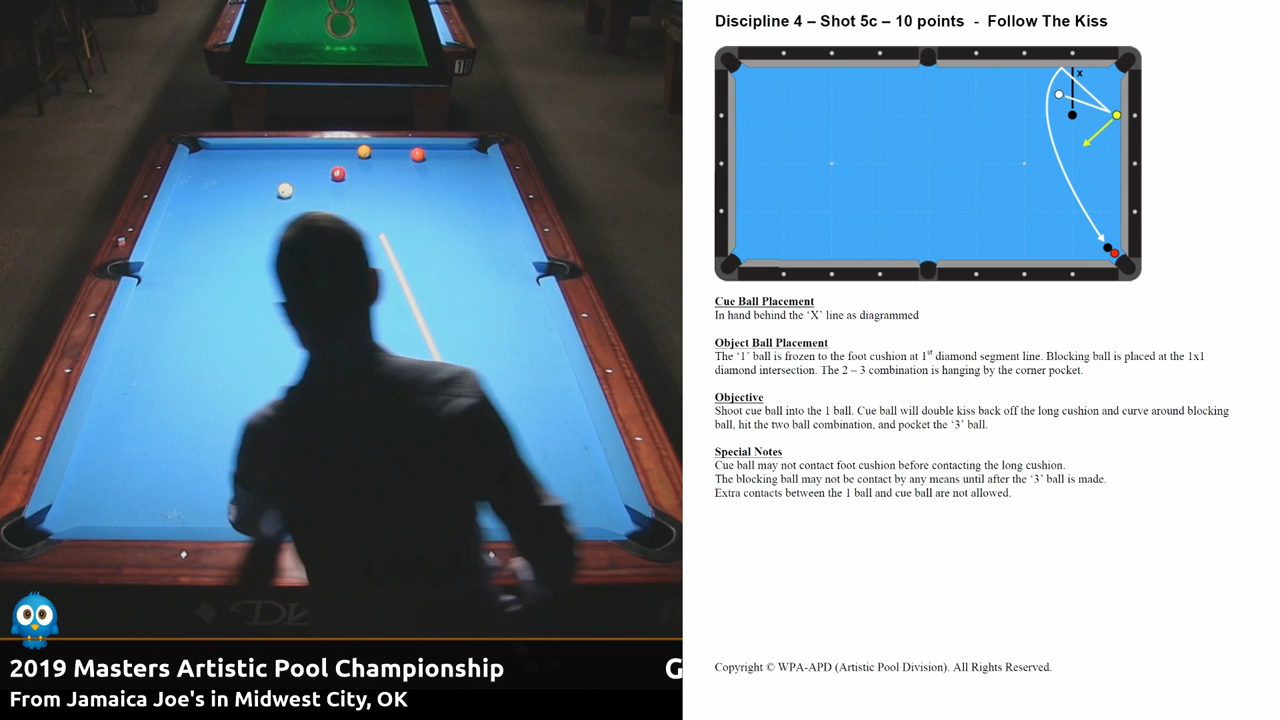 8
1
Discipline 4 – Shot 5c – 10 points - Follow The Kiss
x
Cue Ball Placement
In hand behind the ‘X’ line as diagrammed
Object Ball Placement
The ‘1’ ball is frozen to the foot cushion at 1st diamond segment line. Blocking ball is placed at the 1x1
diamond intersection. The 2 – 3 combination is hanging by the corner pocket.
Objective
Shoot cue ball into the 1 ball. Cue ball will double kiss back off the long cushion and curve around blocking
ball, hit the two ball combination, and pocket the ‘3’ ball.
Special Notes
Cue ball may not contact foot cushion before contacting the long cushion.
The blocking ball may not be contact by any means until after the ‘3’ ball is made.
Extra contacts between the 1 ball and cue ball are not allowed.
Copyright © WPA-APD (Artistic Pool Division). All Rights Reserved.
2019 Masters Artistic Pool Championship
G
From Jamaica Joe's in Midwest City, OK